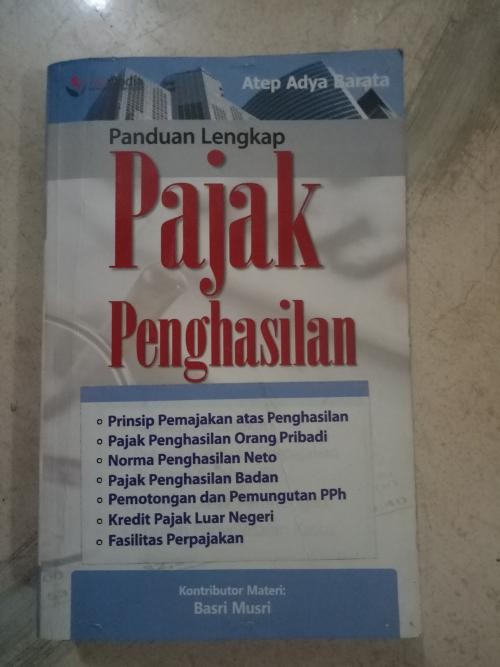 Atep Adya Barata
Panduan Lengkap
Pajak
Penghasilan
Prinsip Pemajakan atas Penghasilan
Pajak Penghasilan Orang Pribadi
Norma Penghasilan Neto
Pajak Penghasilan Badan
Pemotongan dan Pemungutan PPh
Kredit Pajak Luar Negeri
Fasilitas Perpajakan
Kontributor Materi:
Basri Musri